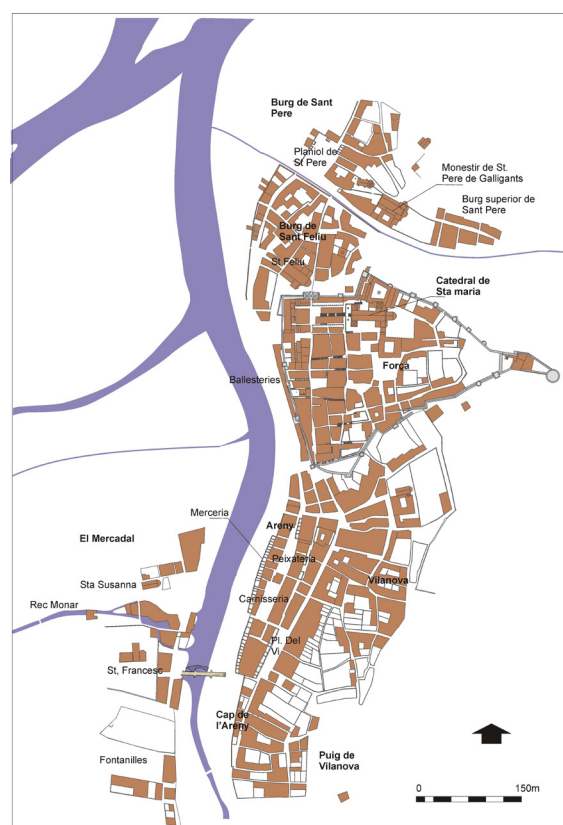 Burg de Sant
Pere
Planiol de
St Pere
Monestir de St.
Pere de Galligants
Burg superior de
Sant Pere
Burg de
Sant Feliu
St Feliu
Catedral de
Sta maria
Força
Ballesteries
Merceria
Areny
El Mercadal
Peixateria
Sta Susanna
Vilanova
Carnisseria
Rec Monar
Pl. Del
Vi
St, Francesc
Cap de
l'Areny
Puig de
Vilanova
Fontanilles
0 150m